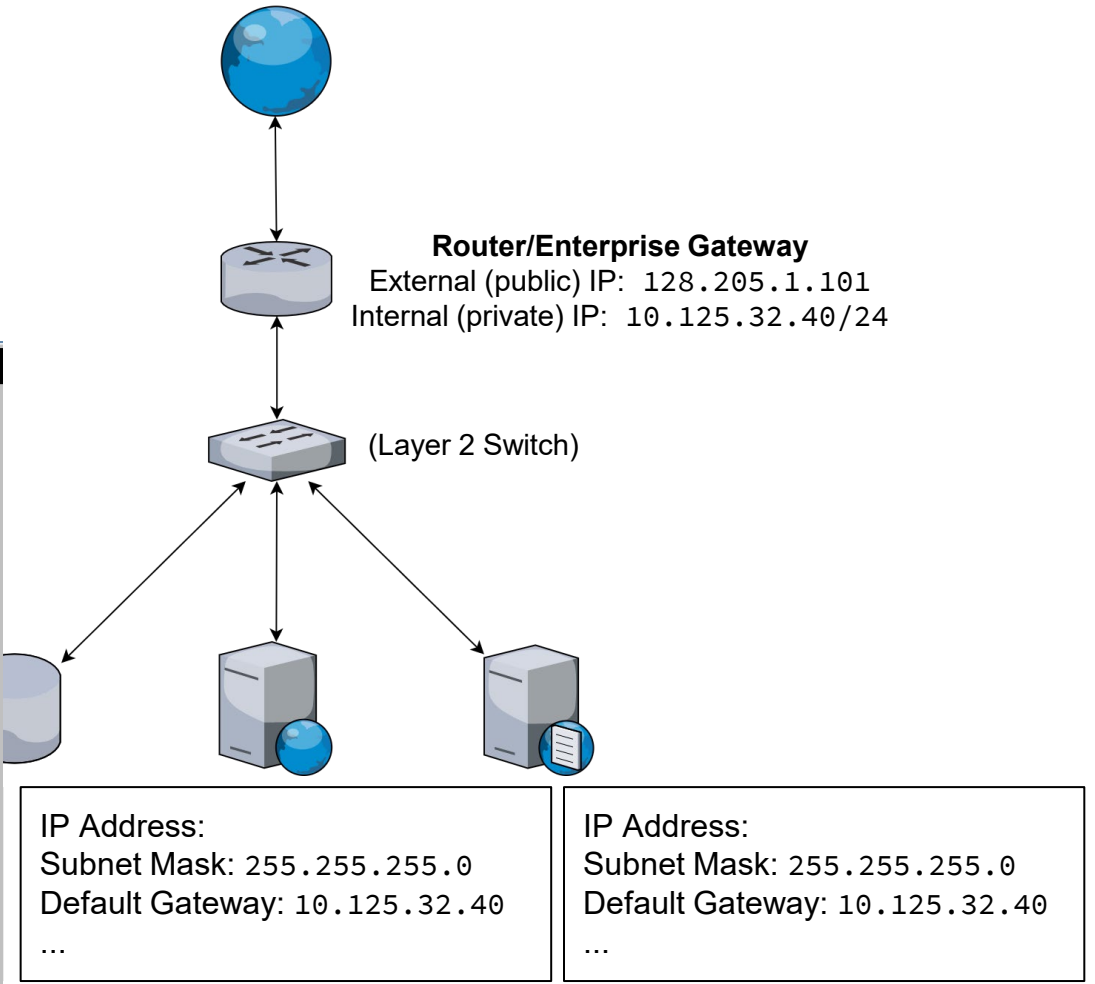 Router/Enterprise Gateway
External (public) IP: 128.205.1.101
Internal (private) IP: 10.125.32.40/24
(Layer 2 Switch)
IP Address:
Subnet Mask: 255.255.255.0
Default Gateway: 10.125.32.40
...
IP Address:
Subnet Mask: 255.255.255.0
Default Gateway: 10.125.32.40
...